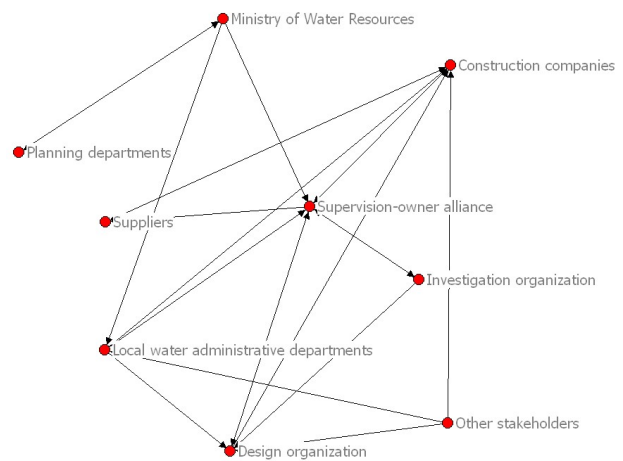 Ministry of Water Resources
Construction companies
Planning departments
Supervision-owner alliance
Suppliers
Investigation organization
Local water administrative departments
Other stakeholders
Design organization